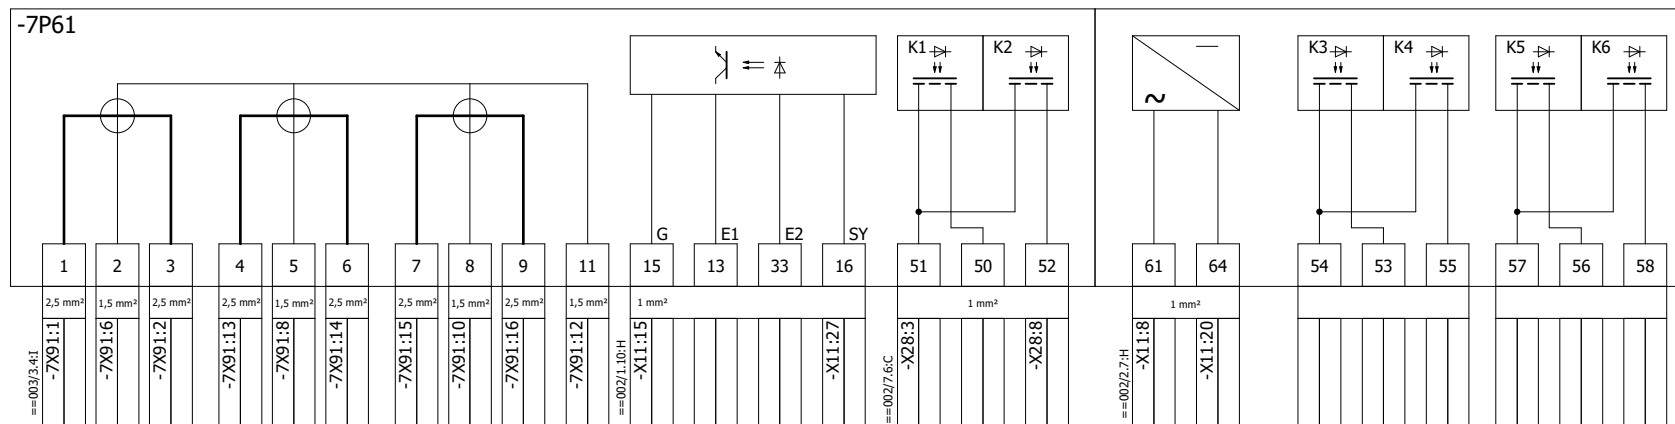 -7P61
K1
K2
~
K3
K4
K5
K6
G
E1
E2
SY
1
2
3
4
5
6
7
8
9
11
15
13
33
16
51
50
52
61
64
54
53
55
57
56
58
2,5 mm²
1,5 mm²
2,5 mm²
2,5 mm²
1,5 mm²
2,5 mm²
2,5 mm²
1,5 mm²
2,5 mm²
1,5 mm²
1 mm²
1 mm²
1 mm²
==003/3.4:I
-7X91:1
-7X91:6
-7X91:2
-7X91:13
-7X91:8
-7X91:14
-7X91:15
-7X91:10
-7X91:16
-7X91:12
==002/1.10:H
-X11:15
-X11:27
==002/7.6:C
-X28:3
-X28:8
==002/2.7:H
-X11:8
-X11:20